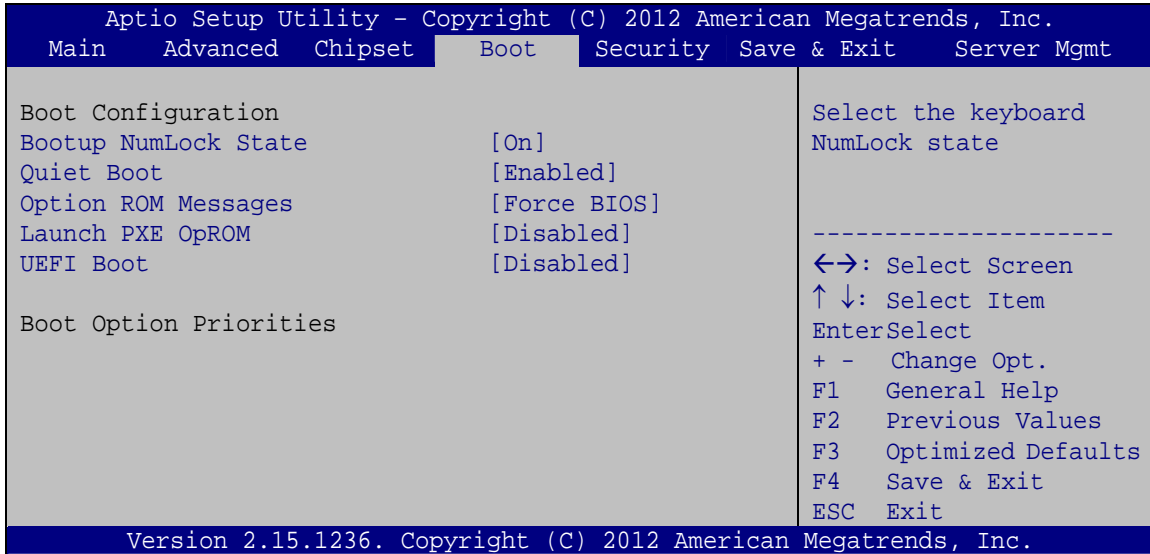 Aptio Setup Utility – Copyright (C) 2012 American Megatrends, Inc.
Main Advanced Chipset Boot Security Save & Exit Server Mgmt
Boot Configuration
Bootup NumLock State [On]
Quiet Boot [Enabled]
Option ROM Messages [Force BIOS]
Launch PXE OpROM [Disabled]
UEFI Boot [Disabled]
Boot Option Priorities
Select the keyboard
NumLock state
---------------------
←→: Select Screen
↑ ↓: Select Item
EnterSelect
+ - Change Opt.
F1 General Help
F2 Previous Values
F3 Optimized Defaults
F4 Save & Exit
ESC Exit
Version 2.15.1236. Copyright (C) 2012 American Megatrends, Inc.